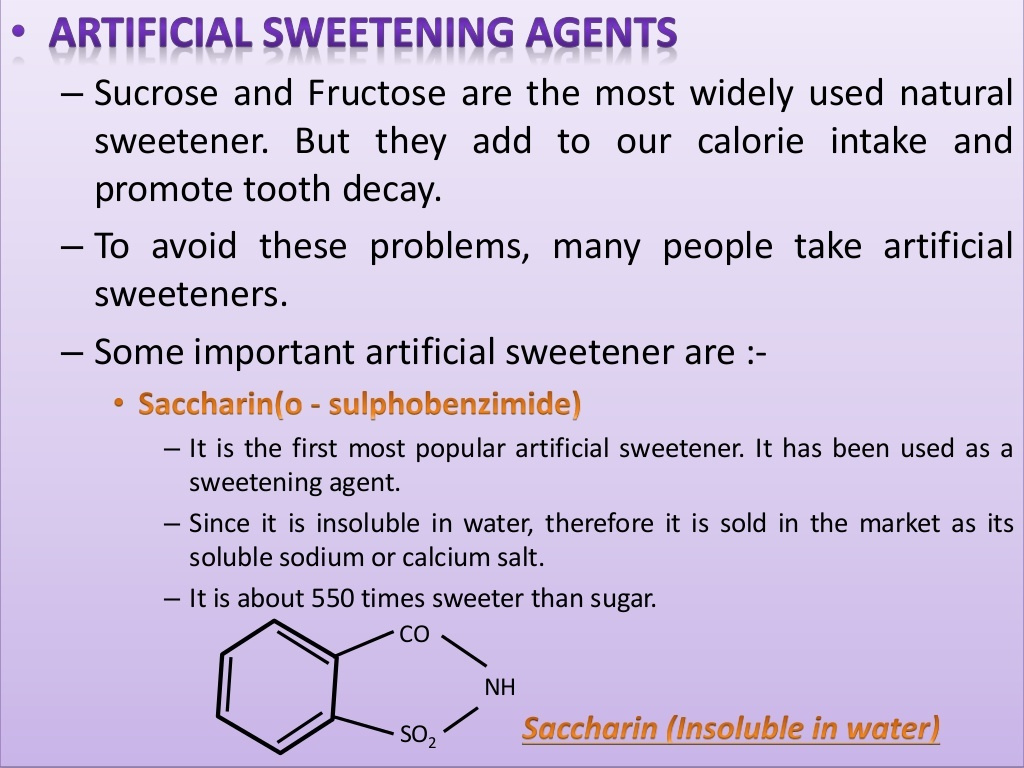 • ARTIFICIAL SWEETENING AGENTS
– Sucrose and Fructose are the most widely used natural
sweetener. But they add to our calorie intake and
promote tooth decay.
– To avoid these problems, many people take artificial
sweeteners.
– Some important artificial sweetener are :-
• Saccharin(o - sulphobenzimide)
– It is the first most popular artificial sweetener. It has been used as a
sweetening agent.
– Since it is insoluble in water, therefore it is sold in the market as its
soluble sodium or calcium salt.
– It is about 550 times sweeter than sugar.
CO
NH
SO₂
Saccharin (Insoluble in water)